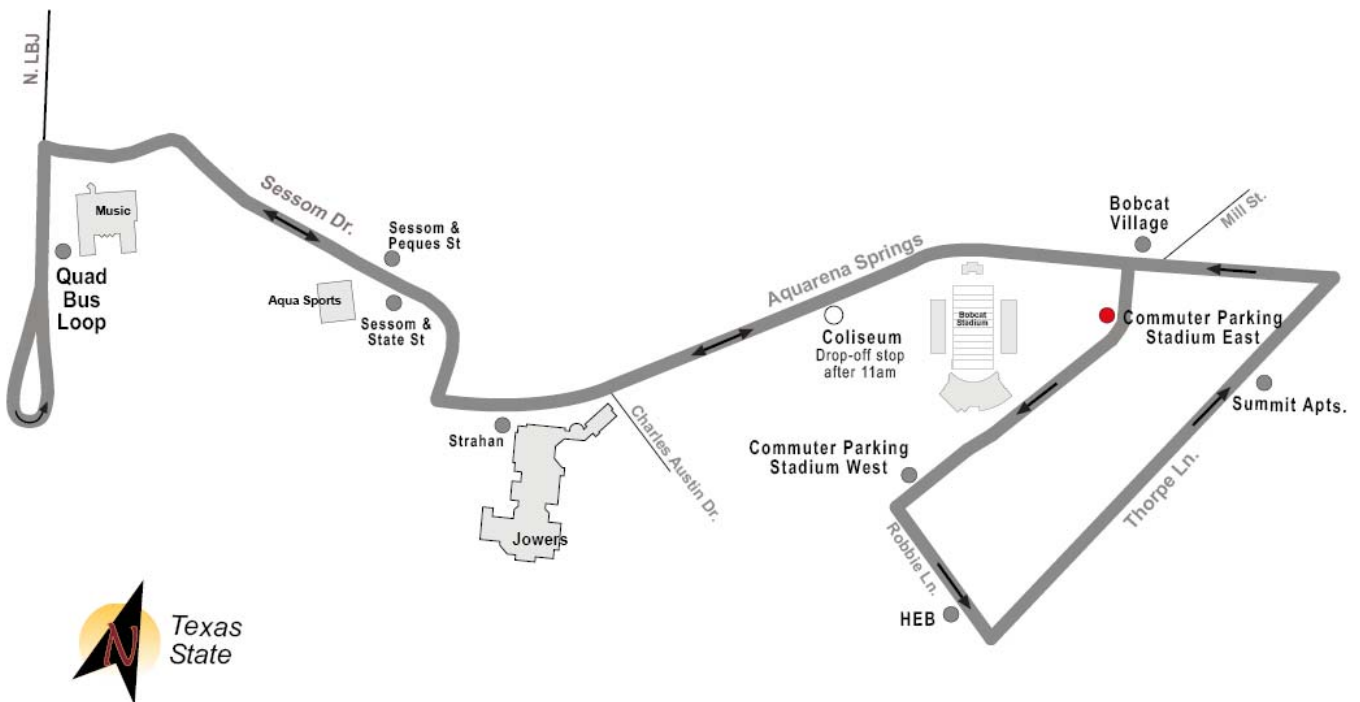 N. LBJ
Music
Quad
Bus
Loop
Sessom Dr.
Sessom &
Peques St
Aqua Sports
Sessom &
State St
Strahan
Jowers
Charles Austin Dr.
Aquarena Springs
Coliseum
Drop-off stop
after 11am
Bobcat
Stadium
Bobcat
Village
Mill St.
Commuter Parking
Stadium East
Summit Apts.
Commuter Parking
Stadium West
Thorpe Ln.
Robbie Ln.
HEB
N
Texas
State